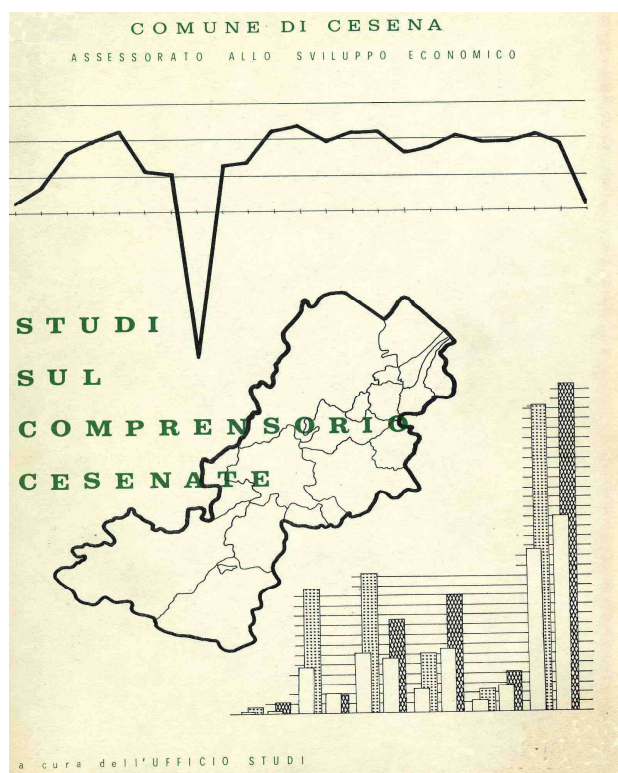 COMUNE DI CESENA
ASSESSORATO ALLO SVILUPPO ECONOMICO
STUDI
SUL
COMPRENSORIO
CESENATE
a cura dell'UFFICIO STUDI